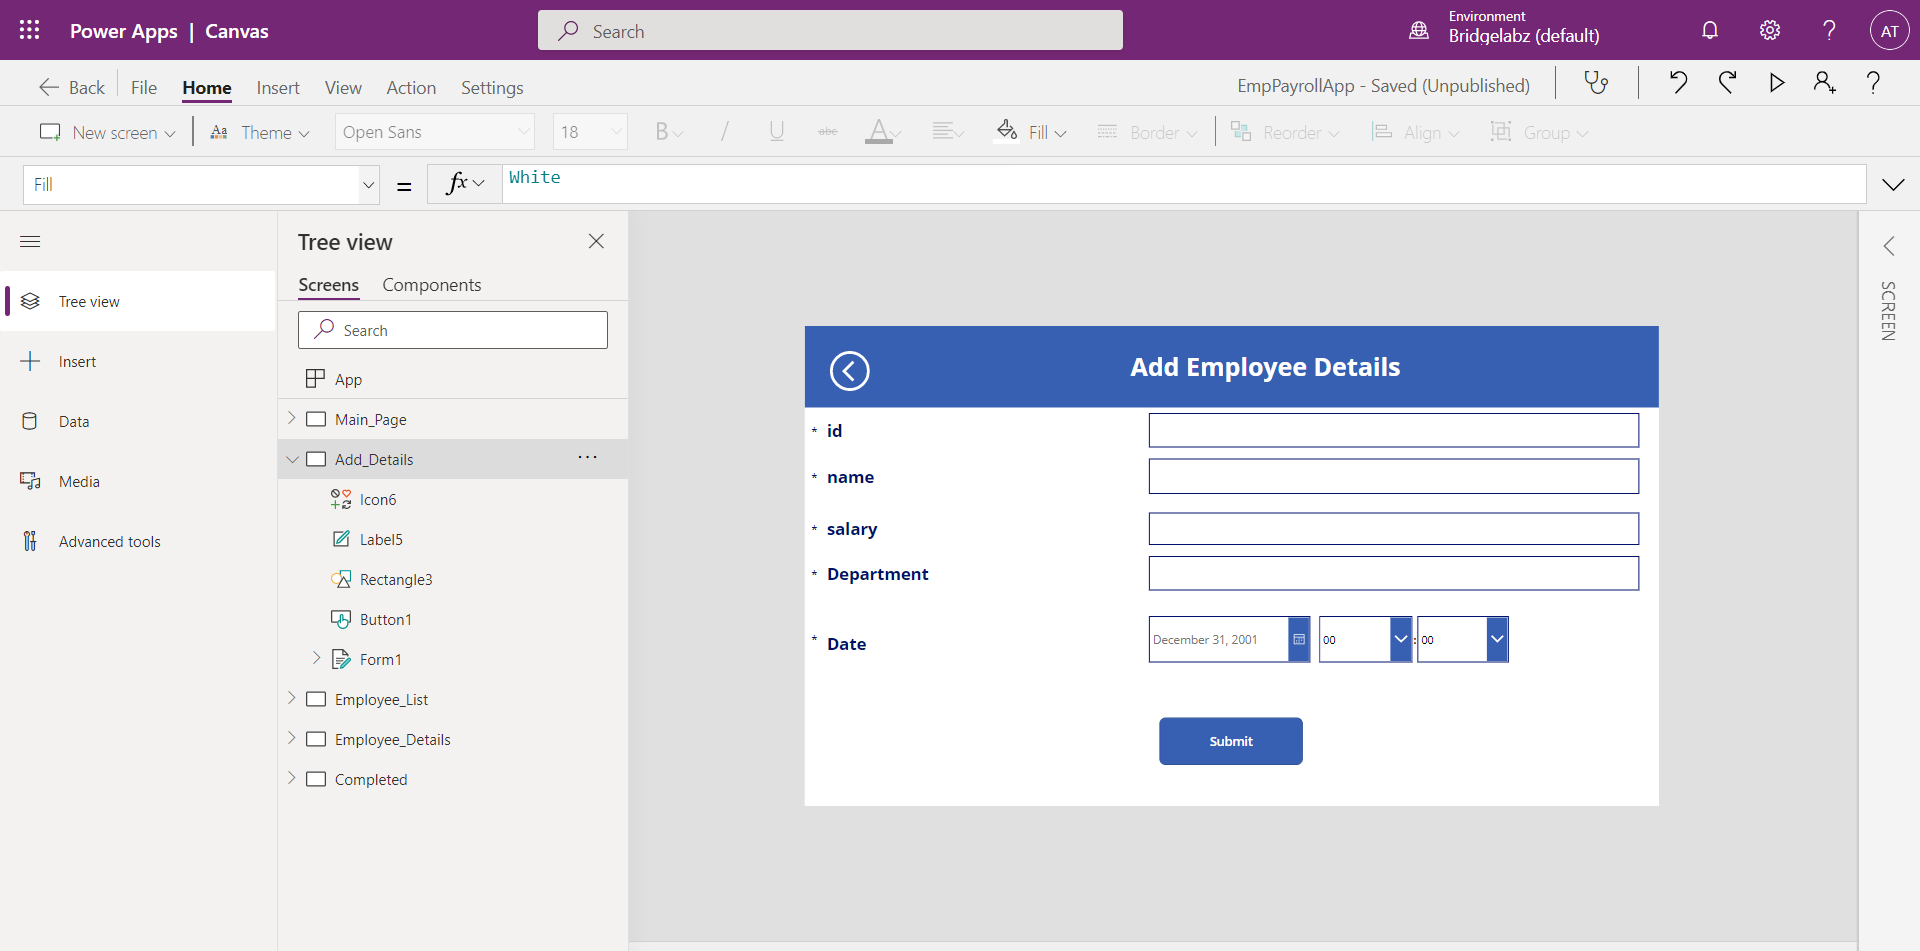 Power Apps | Canvas
Search
Environment
Bridgelabz (default)
?
AT
Back
File
Home
Insert
View
Action
Settings
EmpPayrollApp - Saved (Unpublished)
?
New screen
Aa
Theme
Open Sans
18
B
/
U
abc
A
Fill
Border
Reorder
Align
Group
Fill
=
fx
White
Tree view
Insert
Data
Media
Advanced tools
Tree view
Screens
Components
Search
App
Main_Page
Add_Details
...
Icon6
Label5
Rectangle3
Button1
Form1
Employee_List
Employee_Details
Completed
Add Employee Details
* id
* name
* salary
* Department
* Date
December 31, 2001
00
:
00
Submit
SCREEN